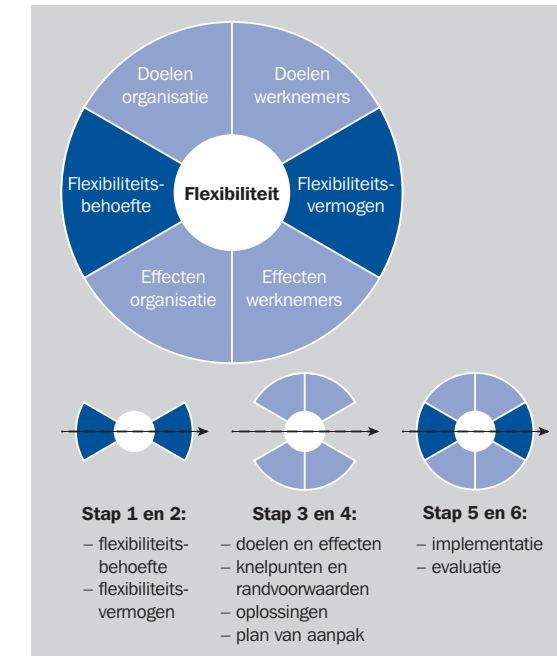 Doelen
organisatie
Doelen
werknemers
Flexibiliteits-
behoefte
Flexibiliteit
Flexibiliteits-
vermogen
Effecten
organisatie
Effecten
werknemers
Stap 1 en 2:
– flexibiliteits-
behoefte
– flexibiliteits-
vermogen
Stap 3 en 4:
– doelen en effecten
– knelpunten en
randvoorwaarden
– oplossingen
– plan van aanpak
Stap 5 en 6:
– implementatie
– evaluatie